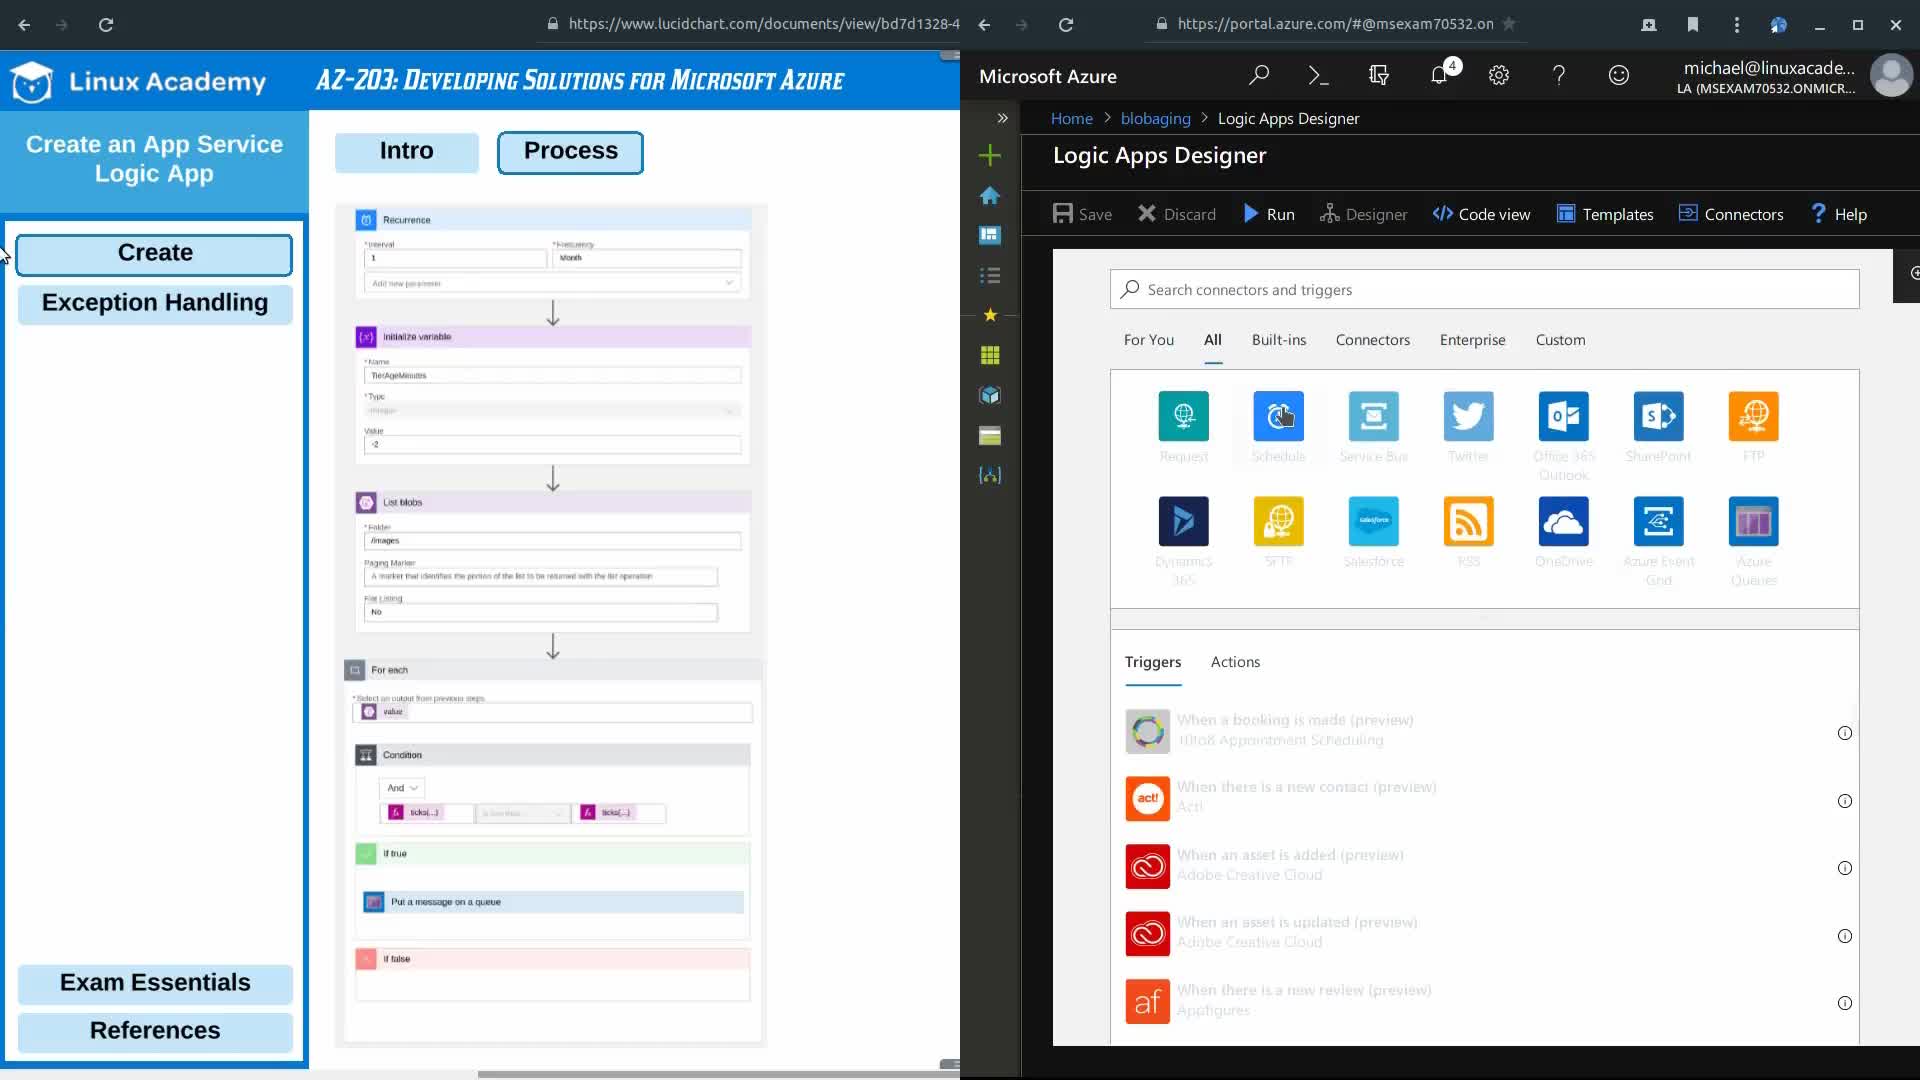 https://www.lucidchart.com/documents/view/bd7d1328-4
Linux Academy
AZ-203: Developing Solutions for Microsoft Azure
Create an App Service
Logic App
Create
Exception Handling
Exam Essentials
References
Intro
Process
Recurrence
*Interval
*Frequency
1
Month
Add new parameter
Initialize variable
*Name
TierAgeMinutes
*Type
Integer
Value
-2
List blobs
*Folder
/images
Paging Marker
A marker that identifies the portion of the list to be returned with the list operation
Flat Listing
No
For each
*Select an output from previous steps
value
Condition
And
ticks(...)
is less than
ticks(...)
If true
Put a message on a queue
If false
https://portal.azure.com/#@msexam70532.on
Microsoft Azure
4
michael@linuxacade...
LA (MSEXAM70532.ONMICR...
Home > blobaging > Logic Apps Designer
Logic Apps Designer
Save
Discard
Run
Designer
Code view
Templates
Connectors
Help
Search connectors and triggers
For You
All
Built-ins
Connectors
Enterprise
Custom
Request
Schedule
Service Bus
Twitter
Office 365
Outlook
SharePoint
FTP
Dynamics
365
SFTP
Salesforce
RSS
OneDrive
Azure Event
Grid
Azure
Queues
Triggers
Actions
When a booking is made (preview)
10to8 Appointment Scheduling
act!
When there is a new contact (preview)
Act!
When an asset is added (preview)
Adobe Creative Cloud
When an asset is updated (preview)
Adobe Creative Cloud
af
When there is a new review (preview)
Appfigures